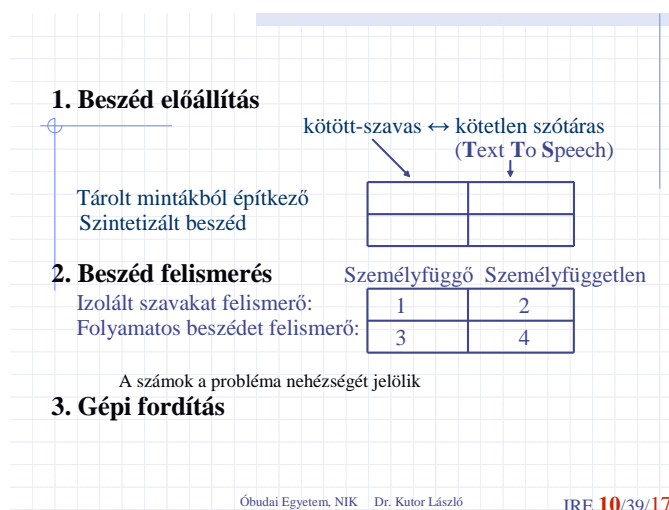 1. Beszéd előállítás
kötött-szavas ↔ kötetlen szótáras
(Text To Speech)
Tárolt mintákból építkező
Szintetizált beszéd
2. Beszéd felismerés Személyfüggő Személyfüggetlen
Izolált szavakat felismerő: 1 2
Folyamatos beszédet felismerő: 3 4
A számok a probléma nehézségét jelölik
3. Gépi fordítás
Óbudai Egyetem, NIK Dr. Kutor László IRE 10/39/17